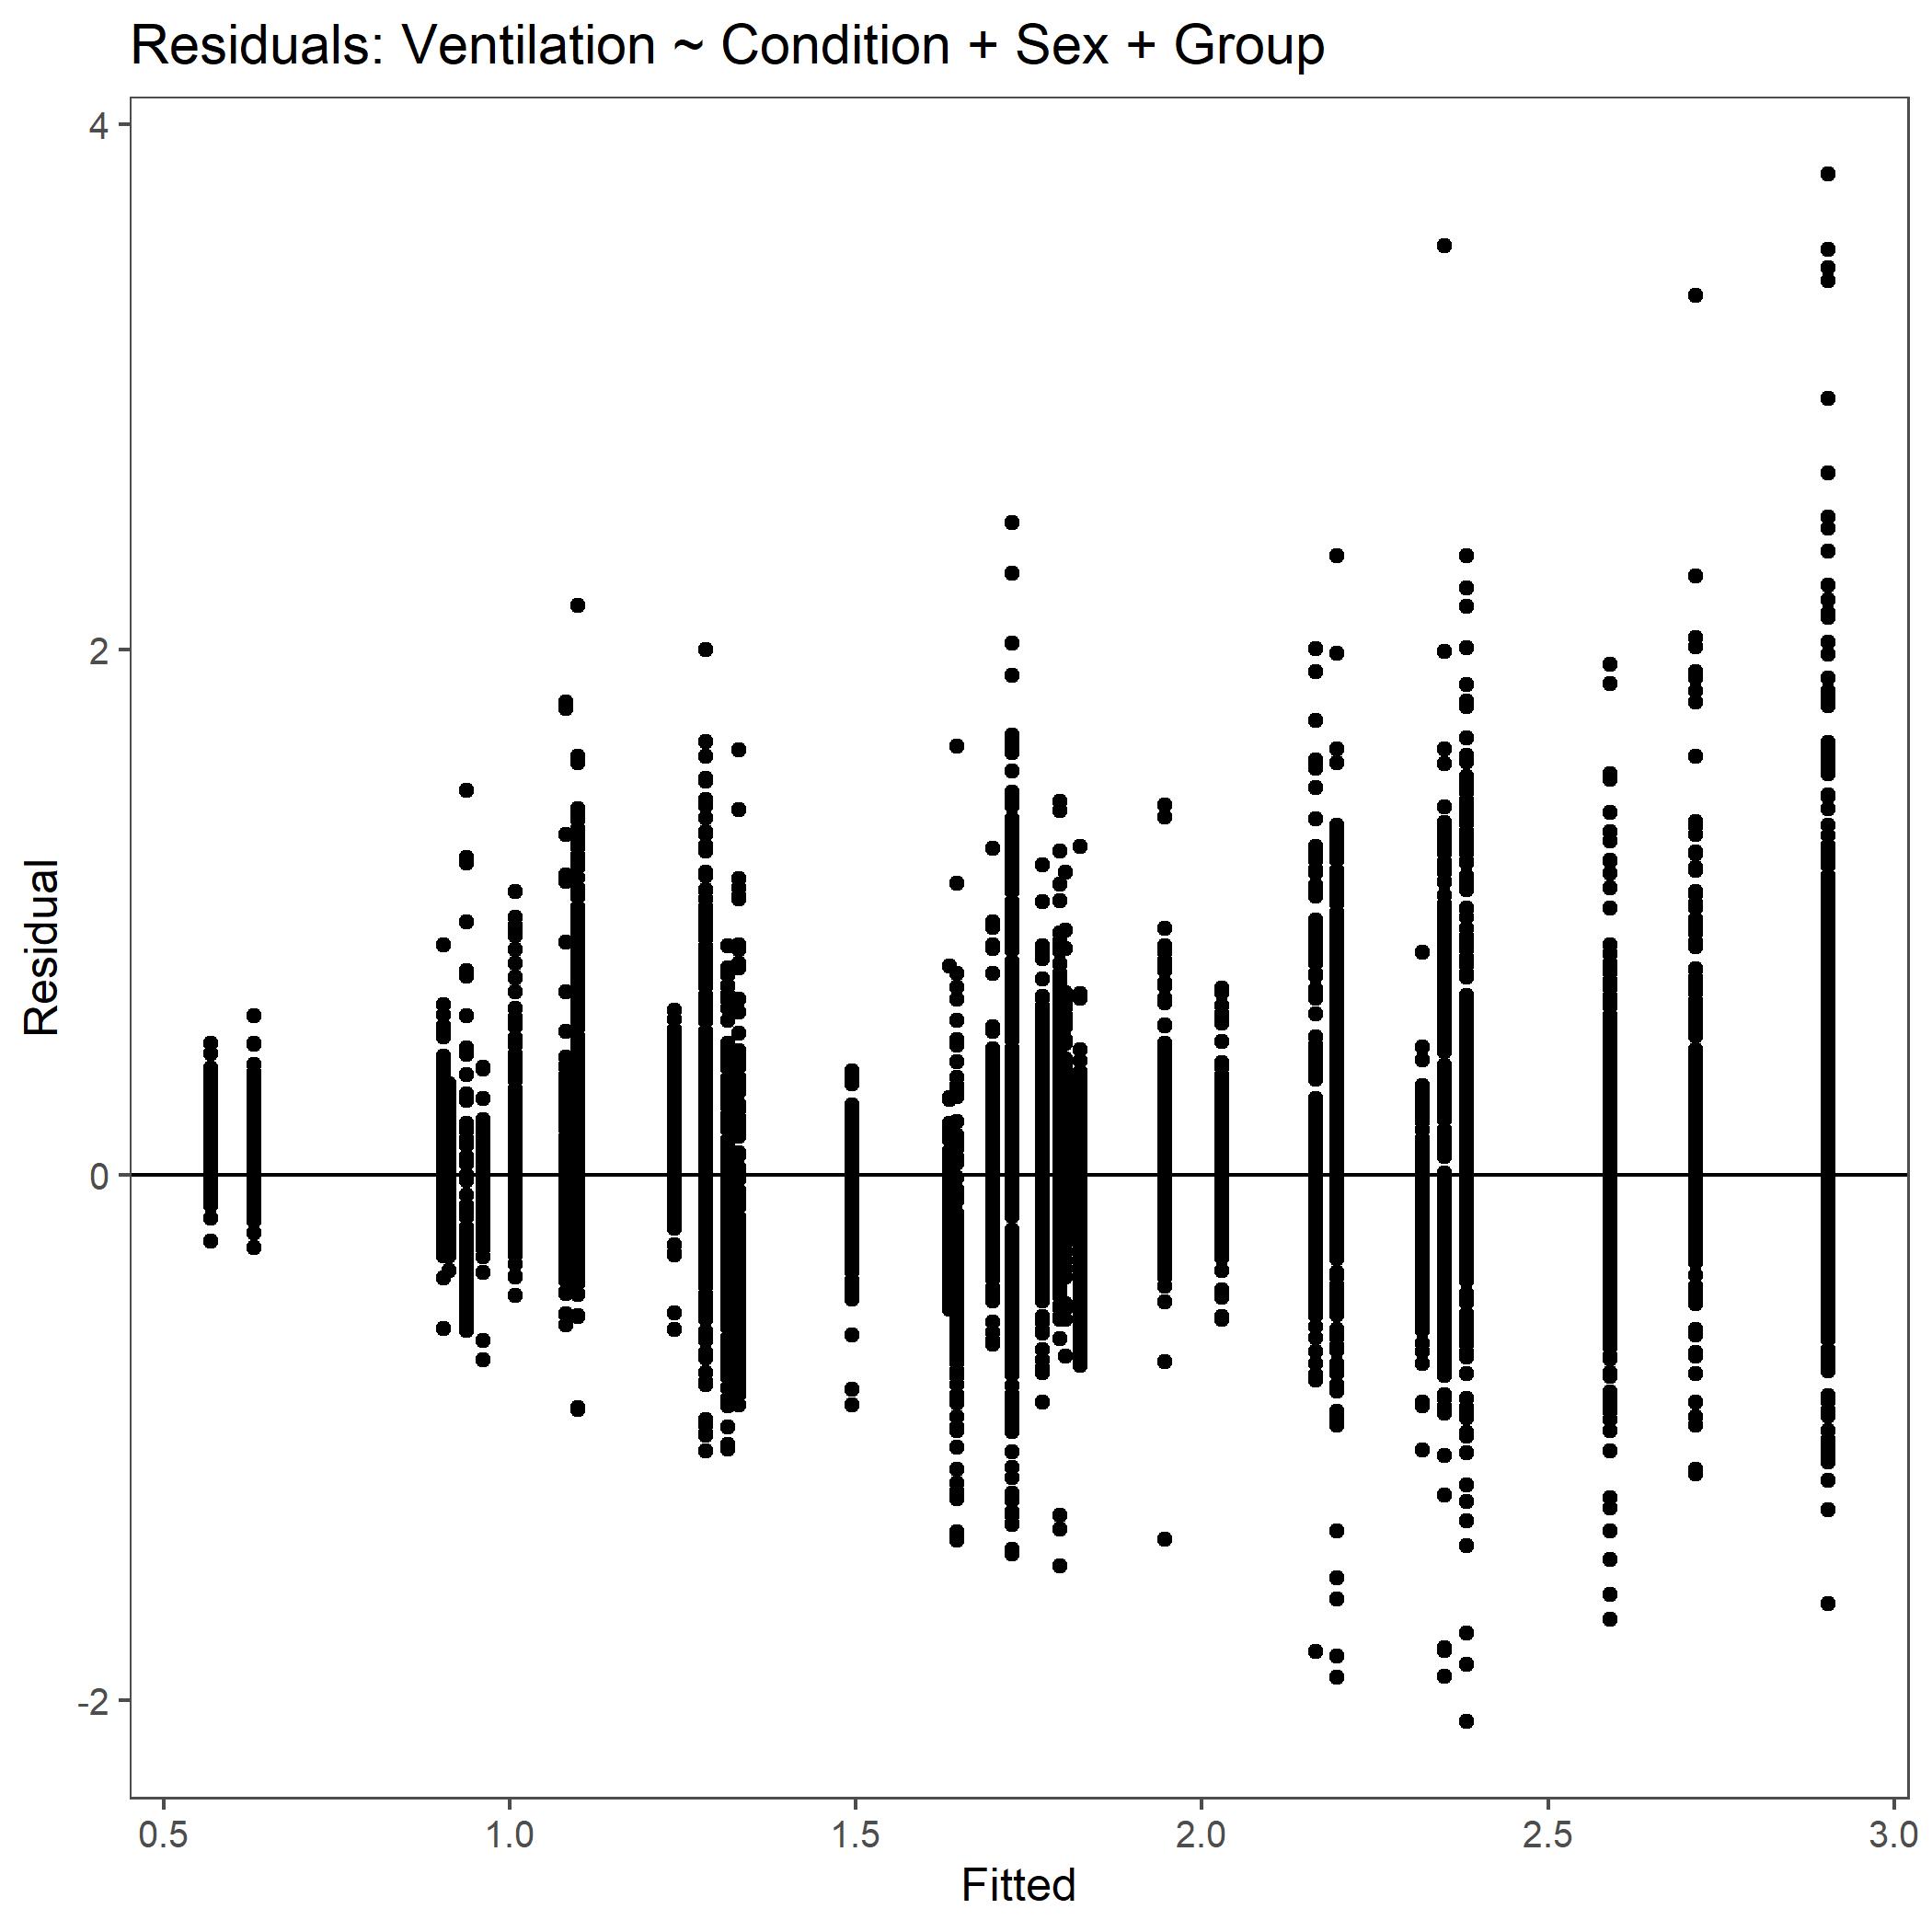 Residuals: Ventilation ~ Condition + Sex + Group
4
2
0
-2
Residual
0.5 1.0 1.5 2.0 2.5 3.0
Fitted